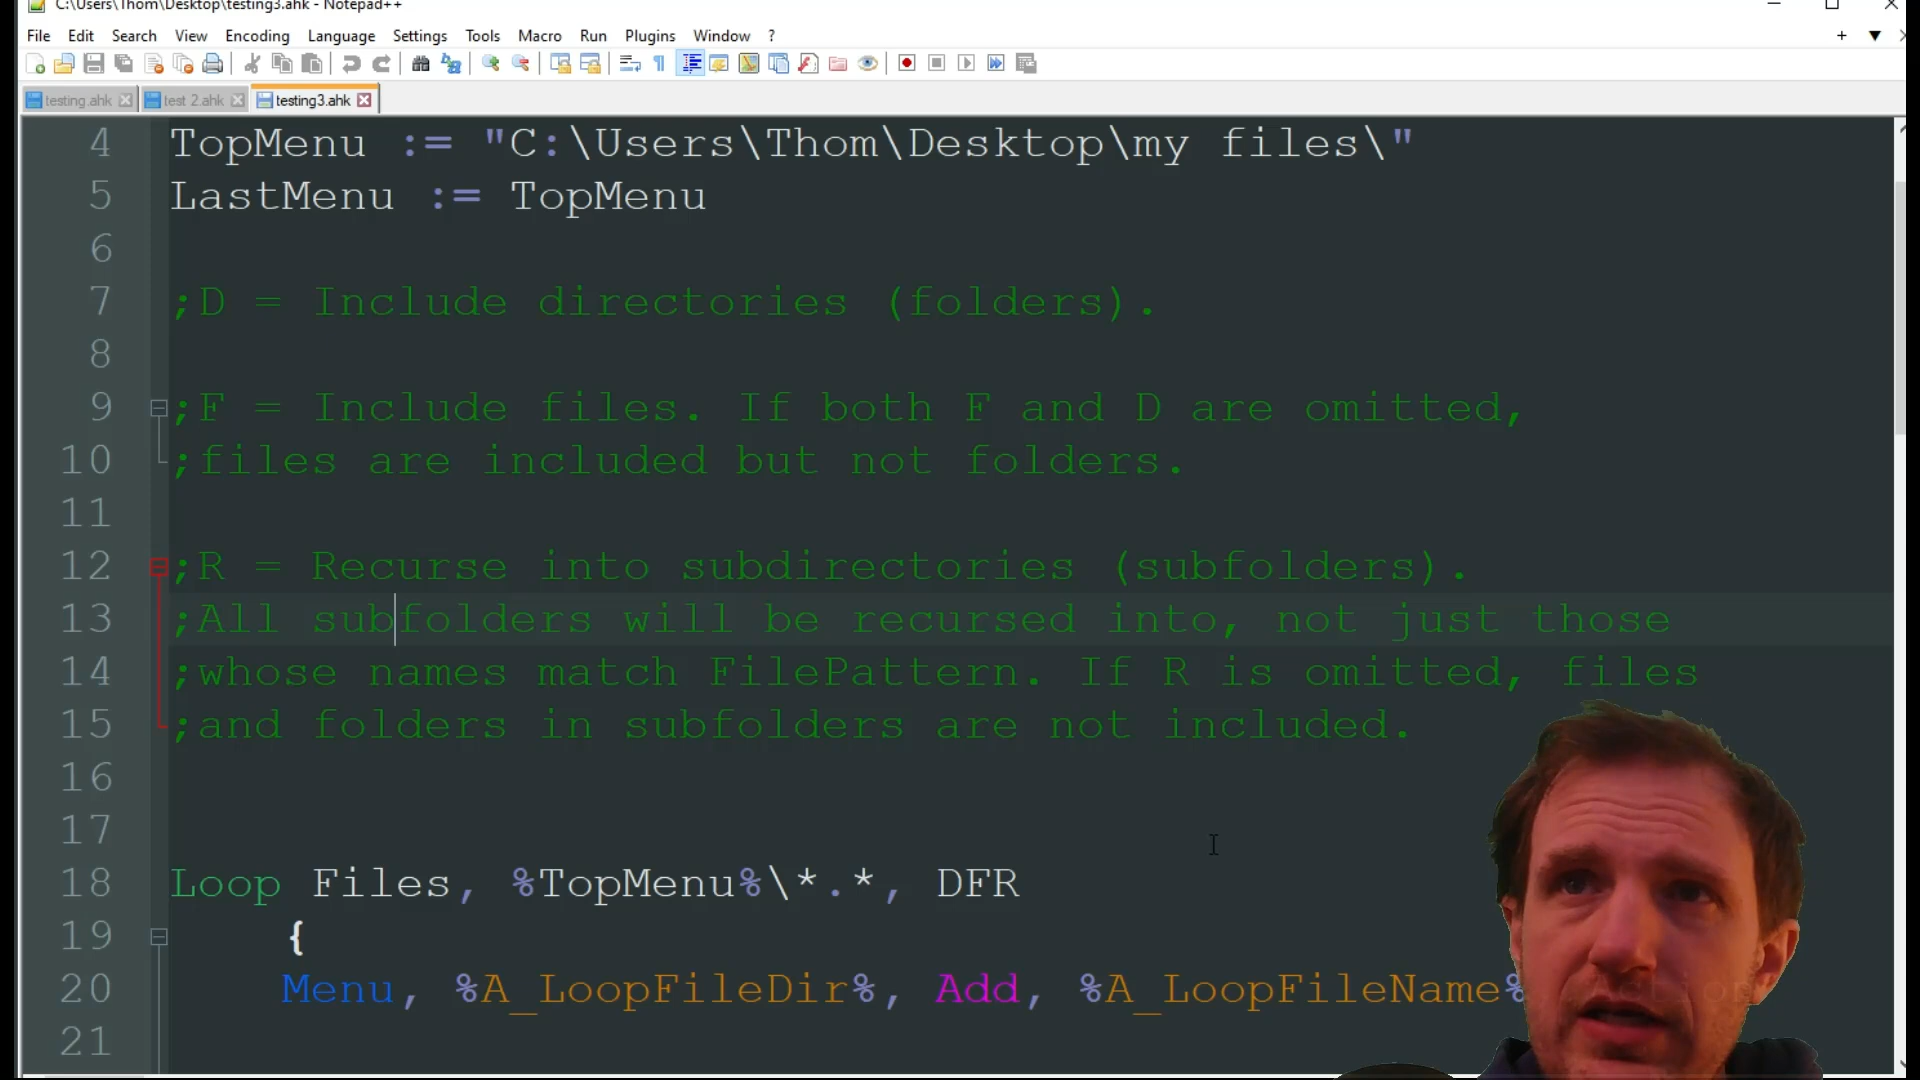 C:\Users\Thom\Desktop\testing3.ahk - Notepad++
File Edit Search View Encoding Language Settings Tools Macro Run Plugins Window ?
testing.ahk test 2.ahk testing3.ahk
4 TopMenu := "C:\Users\Thom\Desktop\my files\"
5 LastMenu := TopMenu
6
7 ;D = Include directories (folders).
8
9 ;F = Include files. If both F and D are omitted,
10 ;files are included but not folders.
11
12 ;R = Recurse into subdirectories (subfolders).
13 ;All subfolders will be recursed into, not just those
14 ;whose names match FilePattern. If R is omitted, files
15 ;and folders in subfolders are not included.
16
17
18 Loop Files, %TopMenu%\*.*, DFR
19 {
20 Menu, %A_LoopFileDir%, Add, %A_LoopFileName%
21